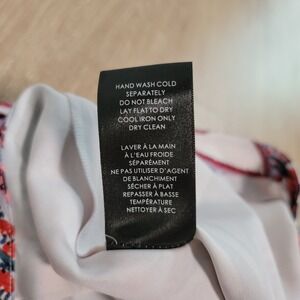 HAND WASH COLD
SEPARATELY
DO NOT BLEACH
LAY FLAT TO DRY
COOL IRON ONLY
DRY CLEAN
LAVER À LA MAIN
À L'EAU FROIDE
SÉPARÉMENT
NE PAS UTILISER D'AGENT
DE BLANCHIMENT
SÉCHER À PLAT
REPASSER À BASSE
TEMPÉRATURE
NETTOYER À SEC